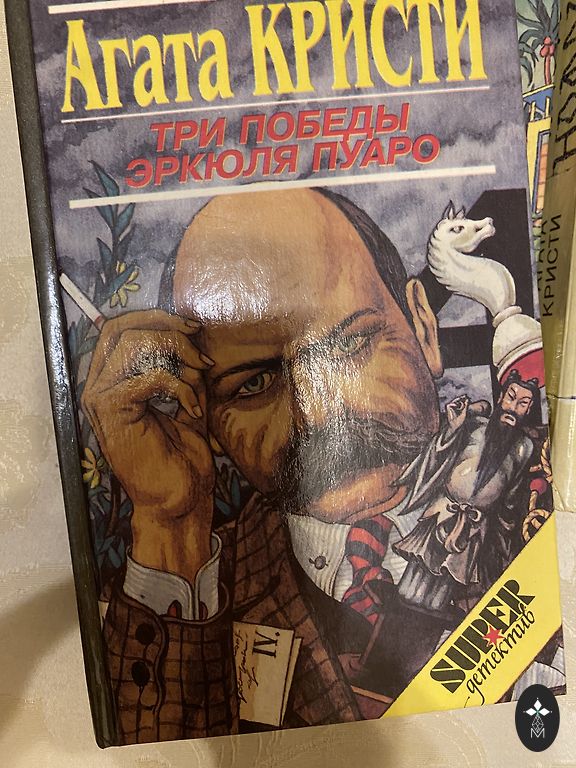 Агата КРИСТИ
ТРИ ПОБЕДЫ
ЭРКЮЛЯ ПУАРО
КРИСТИ
IV.
SUPER
детектив
M